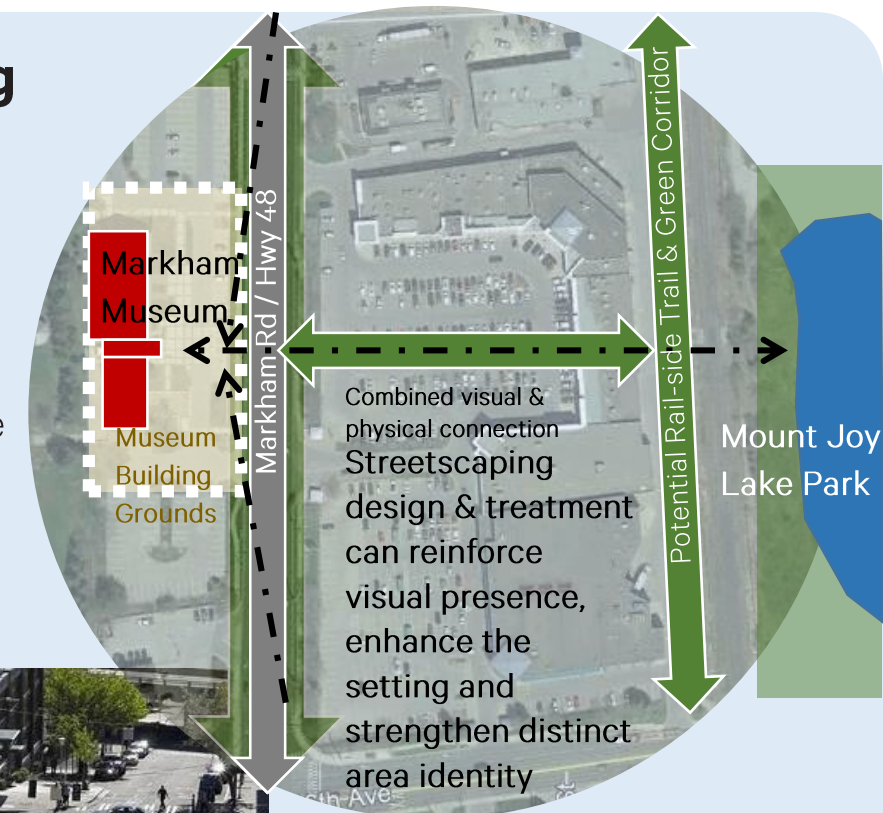 g
e
Markham
Museum
Markham Rd / Hwy 48
Potential Rail-side Trail & Green Corridor
Museum
Building
Grounds
Combined visual &
physical connection
Streetscaping
design & treatment
can reinforce
visual presence,
enhance the
setting and
strengthen distinct
area identity
Mount Joy
Lake Park